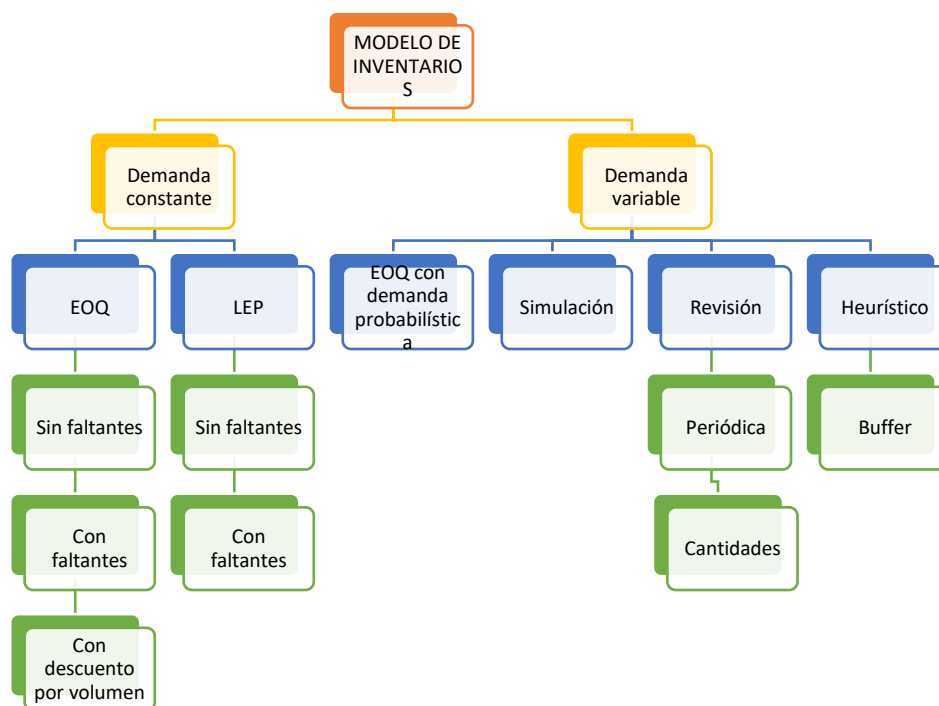 MODELO DE
INVENTARIO
S
Demanda
constante
Demanda
variable
EOQ
LEP
EOQ con
demanda
probabilístic
a
Simulación
Revisión
Heurístico
Sin faltantes
Sin faltantes
Periódica
Buffer
Con
faltantes
Con
faltantes
Cantidades
Con
descuento
por volumen